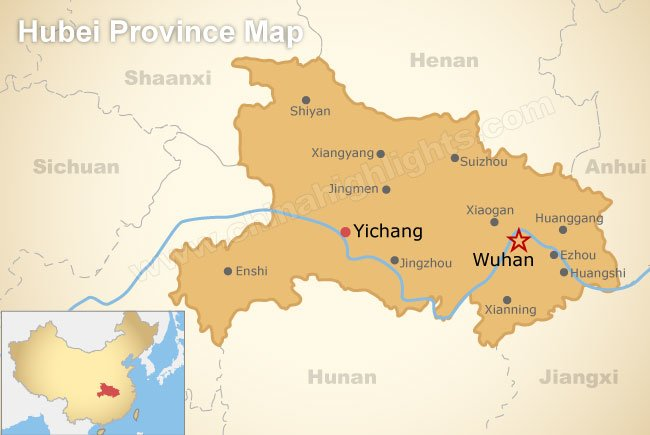 Hubei Province Map
Henan
Shaanxi
Shiyan
Xiangyang
Suizhou
Sichuan
Anhui
Jingmen
Xiaogan
Huanggang
Yichang
Wuhan
Ezhou
Jingzhou
Enshi
Huangshi
Xianning
Hunan
Jiangxi
www.chinahighlights.com